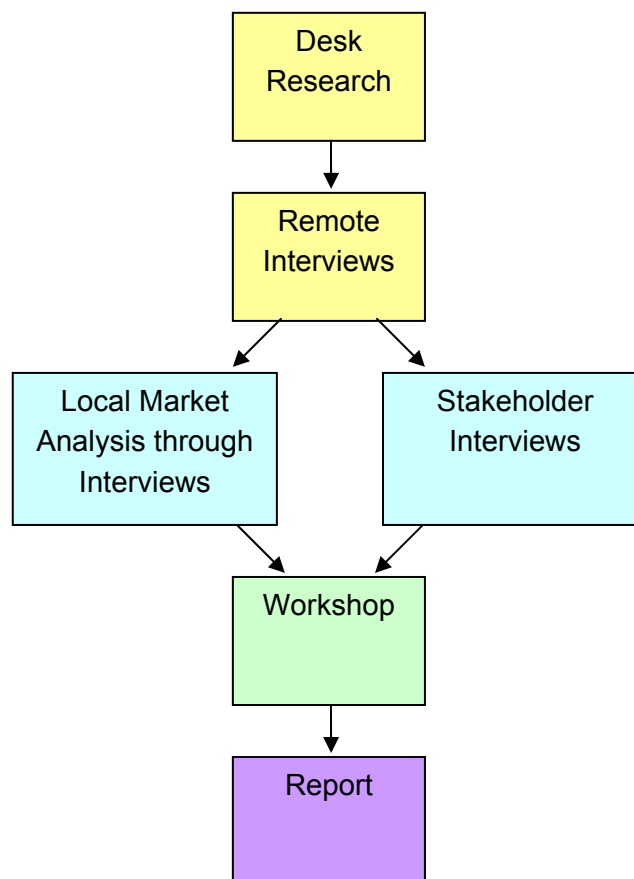 Desk
Research
Remote
Interviews
Local Market
Analysis through
Interviews
Stakeholder
Interviews
Workshop
Report